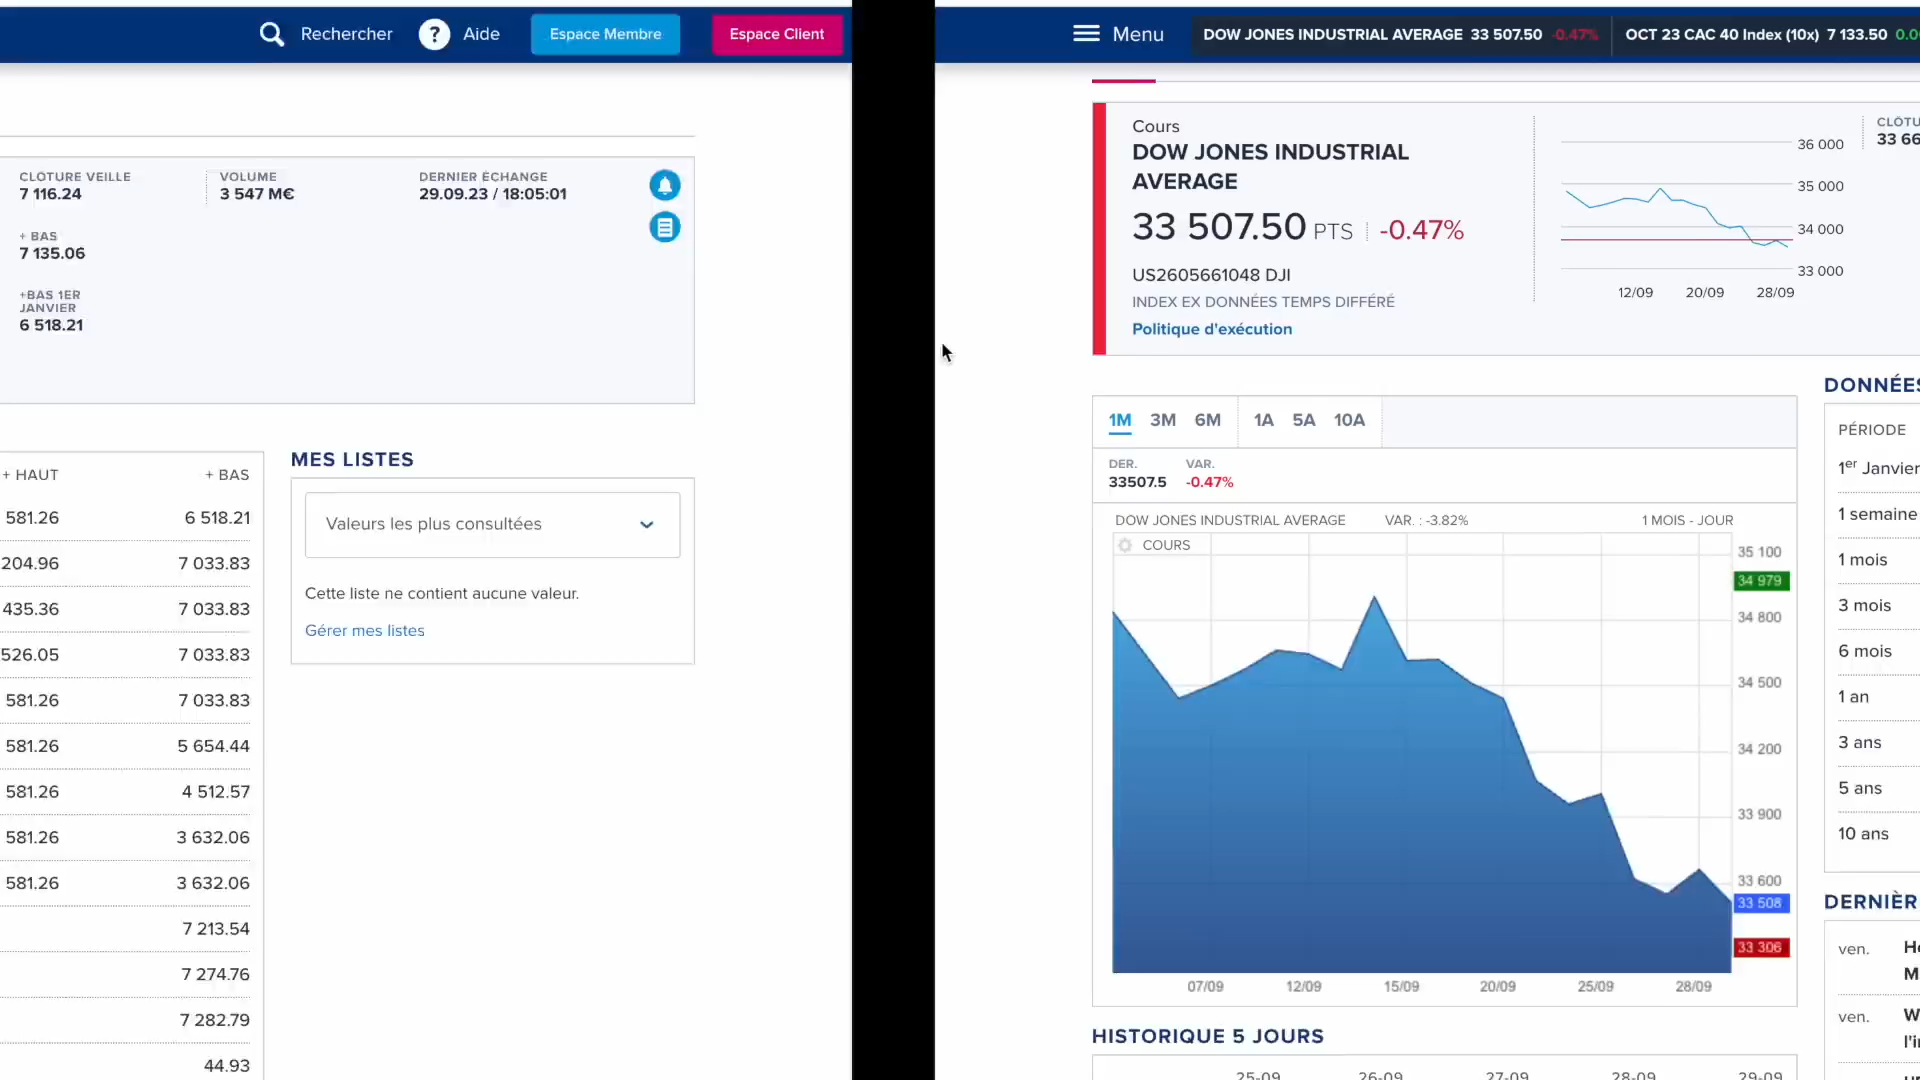 Rechercher
? Aide
Espace Membre
Espace Client
CLÔTURE VEILLE
7 116.24
VOLUME
3 547 M€
DERNIER ÉCHANGE
29.09.23 / 18:05:01
+ BAS
7 135.06
+BAS 1ER
JANVIER
6 518.21
+ HAUT + BAS
581.26 6 518.21
204.96 7 033.83
435.36 7 033.83
526.05 7 033.83
581.26 7 033.83
581.26 5 654.44
581.26 4 512.57
581.26 3 632.06
581.26 3 632.06
7 213.54
7 274.76
7 282.79
44.93
MES LISTES
Valeurs les plus consultées
Cette liste ne contient aucune valeur.
Gérer mes listes
Menu
DOW JONES INDUSTRIAL AVERAGE 33 507.50 -0.47%
OCT 23 CAC 40 Index (10x) 7 133.50 0.0
Cours
DOW JONES INDUSTRIAL
AVERAGE
33 507.50 PTS -0.47%
US2605661048 DJI
INDEX EX DONNÉES TEMPS DIFFÉRÉ
Politique d'exécution
36 000
35 000
34 000
33 000
12/09 20/09 28/09
CLÔTU
33 66
1M 3M 6M 1A 5A 10A
DER.
33507.5
VAR.
-0.47%
DOW JONES INDUSTRIAL AVERAGE VAR. : -3.82% 1 MOIS - JOUR
COURS
35 100
34 979
34 800
34 500
34 200
33 900
33 600
33 508
33 306
07/09 12/09 15/09 20/09 25/09 28/09
HISTORIQUE 5 JOURS
25-09 26-09 27-09 28-09 29-09
DONNÉES
PÉRIODE
1er Janvier
1 semaine
1 mois
3 mois
6 mois
1 an
3 ans
5 ans
10 ans
DERNIÈR
ven. He
M
ven. W
l'i